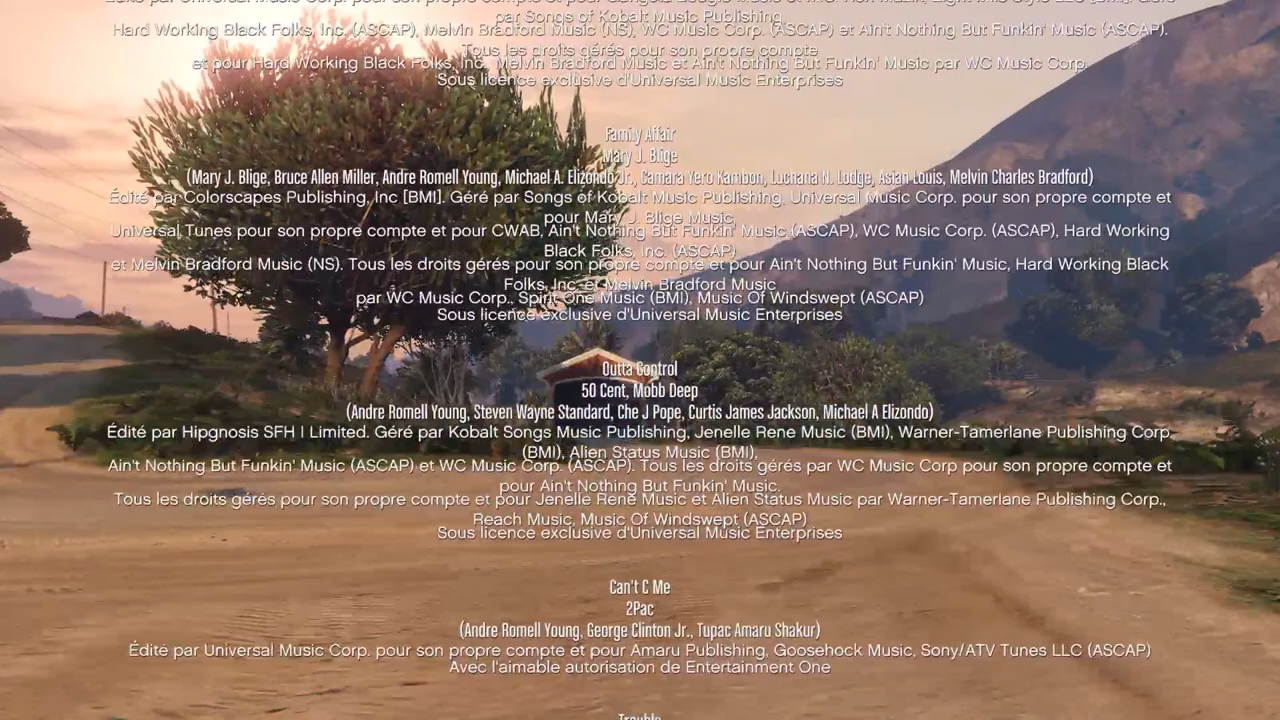 par Songs of Kobalt Music Publishing
Hard Working Black Folks, Inc. (ASCAP), Melvin Bradford Music (NS), WC Music Corp. (ASCAP) et Ain't Nothing But Funkin' Music (ASCAP).
Tous les droits gérés pour son propre compte
et pour Hard Working Black Folks, Inc. Melvin Bradford Music et Ain't Nothing But Funkin' Music par WC Music Corp.
Sous licence exclusive d'Universal Music Enterprises
Family Affair
Mary J. Blige
(Mary J. Blige, Bruce Allen Miller, Andre Romell Young, Michael A. Elizondo Jr., Camara Yero Kambon, Luchana N. Lodge, Asian Louis, Melvin Charles Bradford)
Édité par Colorscapes Publishing, Inc [BMI]. Géré par Songs of Kobalt Music Publishing, Universal Music Corp. pour son propre compte et
pour Mary J. Blige Music,
Universal Tunes pour son propre compte et pour CWAB, Ain't Nothing But Funkin' Music (ASCAP), WC Music Corp. (ASCAP), Hard Working
Black Folks, Inc. (ASCAP)
et Melvin Bradford Music (NS). Tous les droits gérés pour son propre compte et pour Ain't Nothing But Funkin' Music, Hard Working Black
Folks, Inc. et Melvin Bradford Music
par WC Music Corp., Spirit One Music (BMI), Music Of Windswept (ASCAP)
Sous licence exclusive d'Universal Music Enterprises
Outta Control
50 Cent, Mobb Deep
(Andre Romell Young, Steven Wayne Standard, Che J Pope, Curtis James Jackson, Michael A Elizondo)
Édité par Hipgnosis SFH I Limited. Géré par Kobalt Songs Music Publishing, Jenelle Rene Music (BMI), Warner-Tamerlane Publishing Corp.
(BMI), Alien Status Music (BMI),
Ain't Nothing But Funkin' Music (ASCAP) et WC Music Corp. (ASCAP). Tous les droits gérés par WC Music Corp pour son propre compte et
pour Ain't Nothing But Funkin' Music.
Tous les droits gérés pour son propre compte et pour Jenelle Rene Music et Alien Status Music par Warner-Tamerlane Publishing Corp.,
Reach Music, Music Of Windswept (ASCAP)
Sous licence exclusive d'Universal Music Enterprises
Can't C Me
2Pac
(Andre Romell Young, George Clinton Jr., Tupac Amaru Shakur)
Édité par Universal Music Corp. pour son propre compte et pour Amaru Publishing, Goosehock Music, Sony/ATV Tunes LLC (ASCAP)
Avec l'aimable autorisation de Entertainment One
Trouble